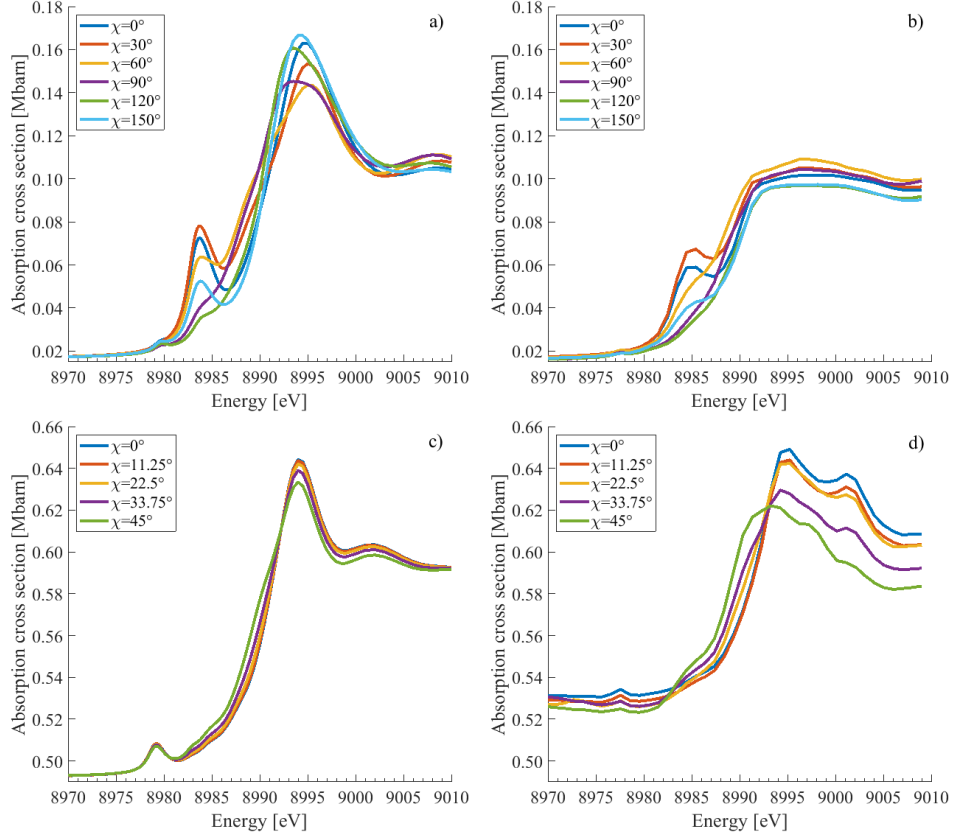 a)
χ=0°
χ=30°
χ=60°
χ=90°
χ=120°
χ=150°
0.18
0.16
0.14
0.12
0.10
0.08
0.06
0.04
0.02
Absorption cross section [Mbarn]
8970 8975 8980 8985 8990 8995 9000 9005 9010
Energy [eV]
b)
χ=0°
χ=30°
χ=60°
χ=90°
χ=120°
χ=150°
0.18
0.16
0.14
0.12
0.10
0.08
0.06
0.04
0.02
Absorption cross section [Mbarn]
8970 8975 8980 8985 8990 8995 9000 9005 9010
Energy [eV]
c)
χ=0°
χ=11.25°
χ=22.5°
χ=33.75°
χ=45°
0.66
0.64
0.62
0.60
0.58
0.56
0.54
0.52
0.50
Absorption cross section [Mbarn]
8970 8975 8980 8985 8990 8995 9000 9005 9010
Energy [eV]
d)
χ=0°
χ=11.25°
χ=22.5°
χ=33.75°
χ=45°
0.66
0.64
0.62
0.60
0.58
0.56
0.54
0.52
0.50
Absorption cross section [Mbarn]
8970 8975 8980 8985 8990 8995 9000 9005 9010
Energy [eV]